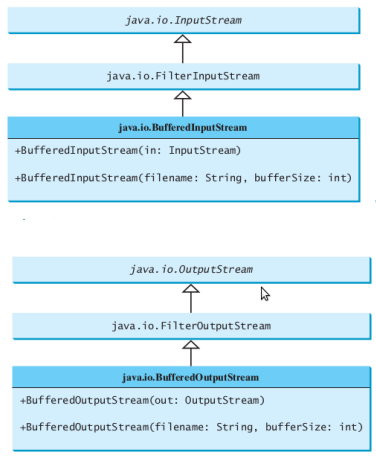 java.io.InputStream
java.io.FilterInputStream
java.io.BufferedInputStream
+BufferedInputStream(in: InputStream)
+BufferedInputStream(filename: String, bufferSize: int)
java.io.OutputStream
java.io.FilterOutputStream
java.io.BufferedOutputStream
+BufferedOutputStream(out: OutputStream)
+BufferedOutputStream(filename: String, bufferSize: int)